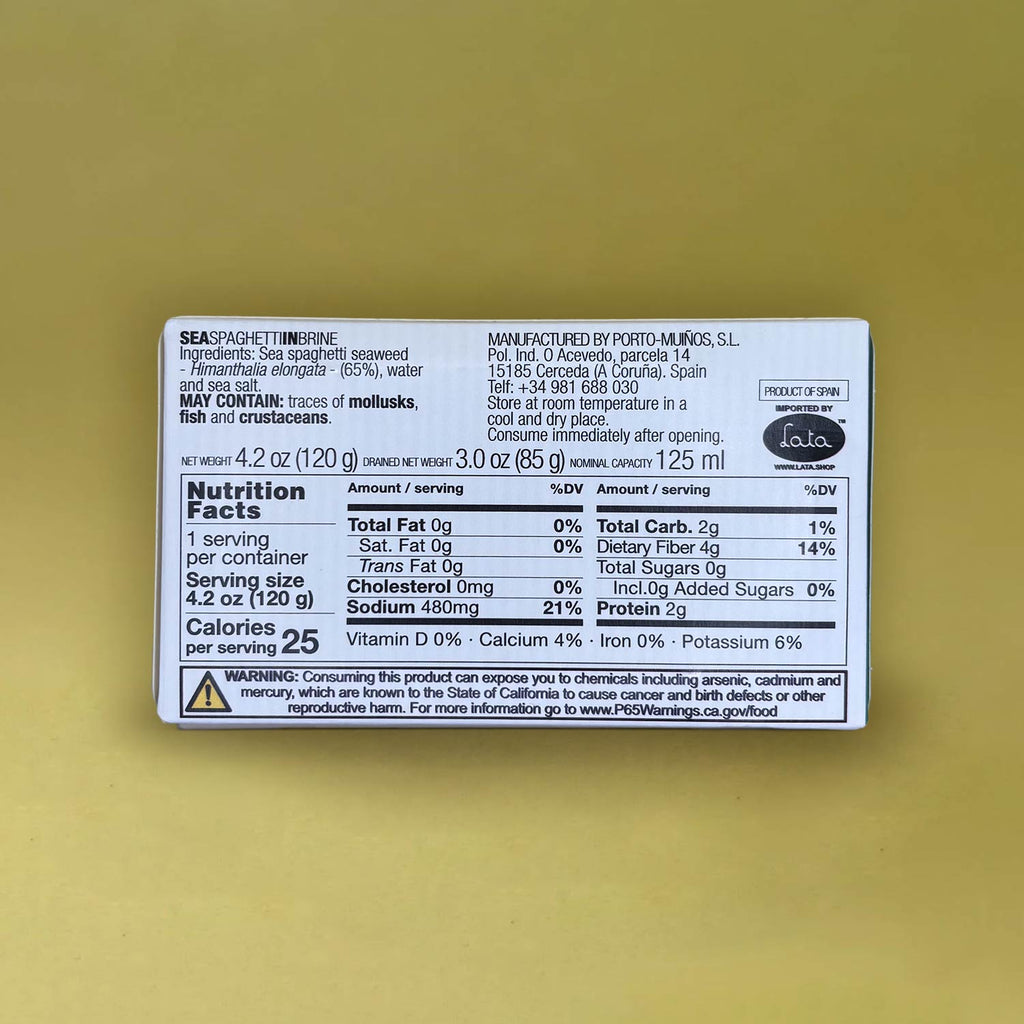 SEASPAGHETTIINBRINE
Ingredients: Sea spaghetti seaweed
- Himanthalia elongata - (65%), water
and sea salt.
MAY CONTAIN: traces of mollusks,
fish and crustaceans.
MANUFACTURED BY PORTO-MUIÑOS, S.L.
Pol. Ind. O Acevedo, parcela 14
15185 Cerceda (A Coruña). Spain
Telf: +34 981 688 030
Store at room temperature in a
cool and dry place.
Consume immediately after opening.
PRODUCT OF SPAIN
IMPORTED BY
Lata™
WWW.LATA.SHOP
NET WEIGHT 4.2 oz (120 g) DRAINED NET WEIGHT 3.0 oz (85 g) NOMINAL CAPACITY 125 ml
Nutrition
Facts
1 serving
per container
Serving size
4.2 oz (120 g)
Calories
per serving 25
Amount / serving %DV
Total Fat 0g 0%
Sat. Fat 0g 0%
Trans Fat 0g
Cholesterol 0mg 0%
Sodium 480mg 21%
Amount / serving %DV
Total Carb. 2g 1%
Dietary Fiber 4g 14%
Total Sugars 0g
Incl.0g Added Sugars 0%
Protein 2g
Vitamin D 0% · Calcium 4% · Iron 0% · Potassium 6%
WARNING: Consuming this product can expose you to chemicals including arsenic, cadmium and
mercury, which are known to the State of California to cause cancer and birth defects or other
reproductive harm. For more information go to www.P65Warnings.ca.gov/food